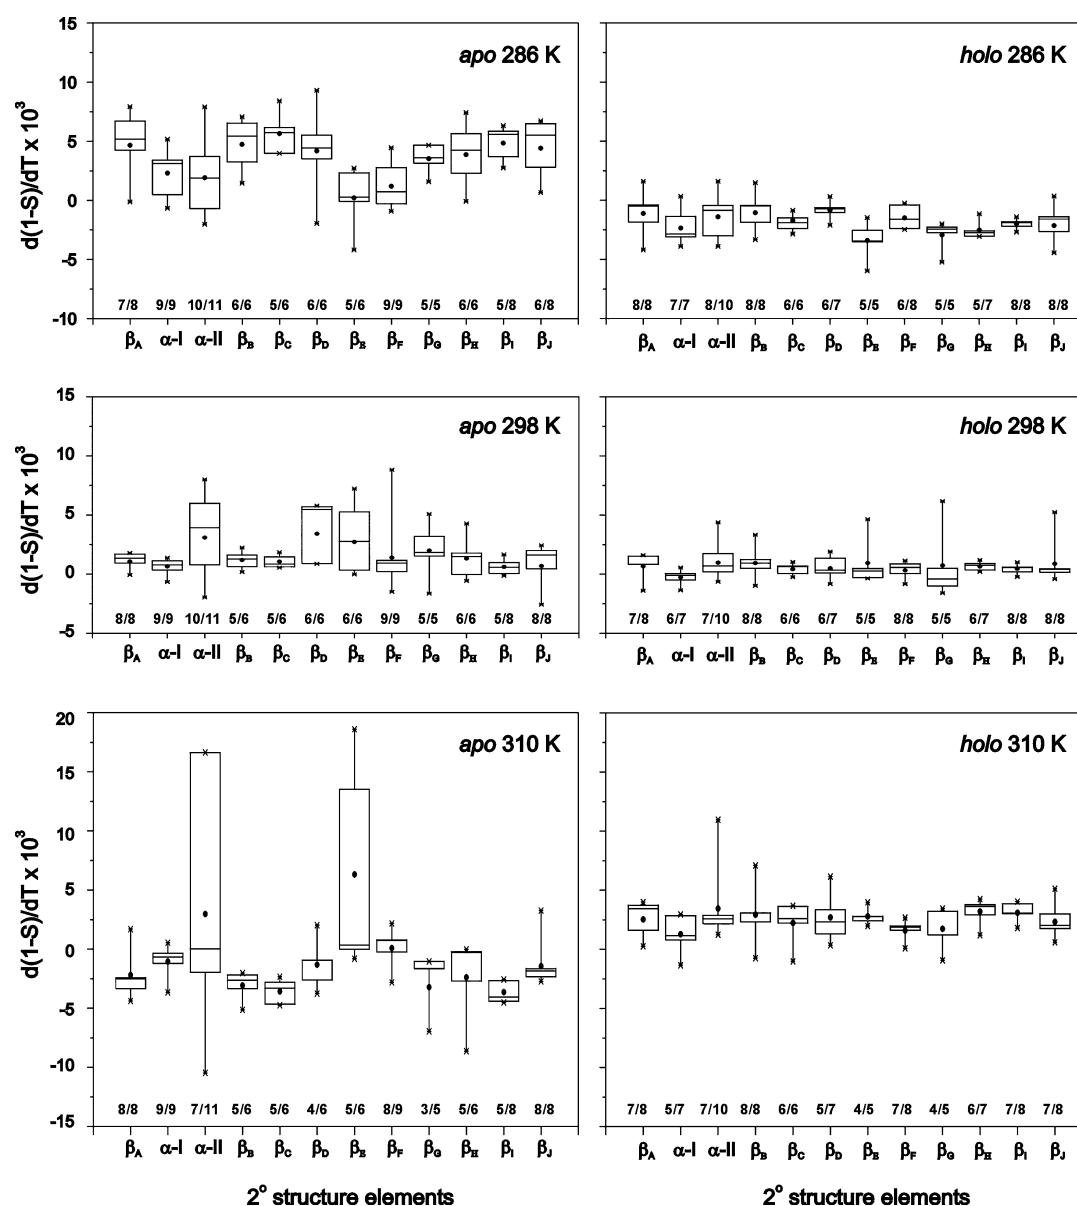 15
apo 286 K
holo 286 K
10
5
0
-5
-10
d(1-S)/dT x 10³
7/8 9/9 10/11 6/6 5/6 6/6 5/6 9/9 5/5 6/6 5/8 6/8
8/8 7/7 8/10 8/8 6/6 6/7 5/5 6/8 5/5 5/7 8/8 8/8
βA α-I α-II βB βC βD βE βF βG βH βI βJ
βA α-I α-II βB βC βD βE βF βG βH βI βJ
15
apo 298 K
holo 298 K
10
5
0
-5
d(1-S)/dT x 10³
8/8 9/9 10/11 5/6 5/6 6/6 6/6 9/9 5/5 6/6 5/8 8/8
7/8 6/7 7/10 8/8 6/6 6/7 5/5 8/8 5/5 6/7 8/8 8/8
βA α-I α-II βB βC βD βE βF βG βH βI βJ
βA α-I α-II βB βC βD βE βF βG βH βI βJ
20
apo 310 K
holo 310 K
15
10
5
0
-5
-10
-15
d(1-S)/dT x 10³
8/8 9/9 7/11 5/6 5/6 4/6 5/6 8/9 3/5 5/6 5/8 8/8
7/8 5/7 7/10 8/8 6/6 5/7 4/5 7/8 4/5 6/7 7/8 7/8
βA α-I α-II βB βC βD βE βF βG βH βI βJ
βA α-I α-II βB βC βD βE βF βG βH βI βJ
2° structure elements
2° structure elements